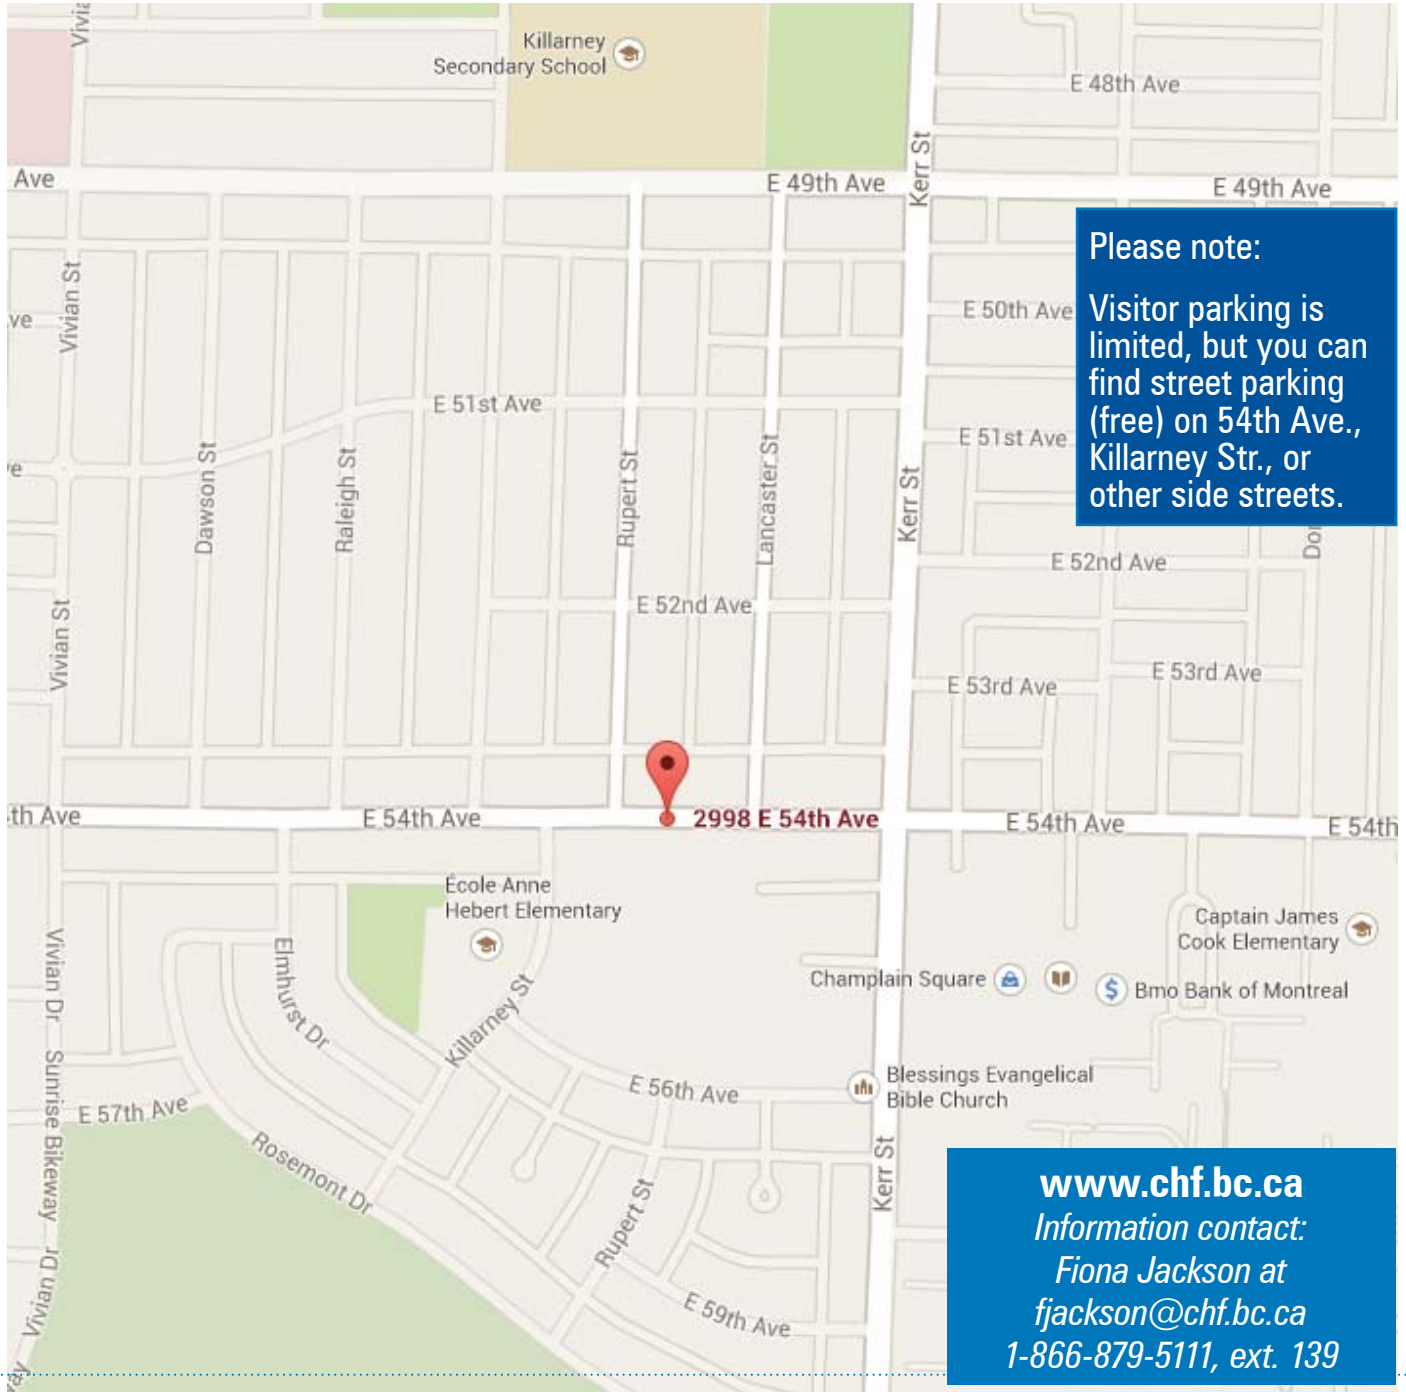 Vivia
Killarney
Secondary School
E 48th Ave
Kerr St
Ave
E 49th Ave
E 49th Ave
Please note:
Visitor parking is
limited, but you can
find street parking
(free) on 54th Ave.,
Killarney Str., or
other side streets.
Vivian St
ve
E 50th Ave
E 51st Ave
E 51st Ave
e
Dawson St
Raleigh St
Rupert St
Lancaster St
Kerr St
Don
E 52nd Ave
E 52nd Ave
Vivian St
E 53rd Ave
E 53rd Ave
th Ave
E 54th Ave
2998 E 54th Ave
E 54th Ave
E 54th
École Anne
Hebert Elementary
Captain James
Cook Elementary
Vivian Dr
Elmhurst Dr
Killarney St
Champlain Square
$
Bmo Bank of Montreal
Sunrise Bikeway
E 56th Ave
Blessings Evangelical
Bible Church
E 57th Ave
Rosemont Dr
Kerr St
Rupert St
Vivian Dr
E 59th Ave
way
www.chf.bc.ca
Information contact:
Fiona Jackson at
fjackson@chf.bc.ca
1-866-879-5111, ext. 139